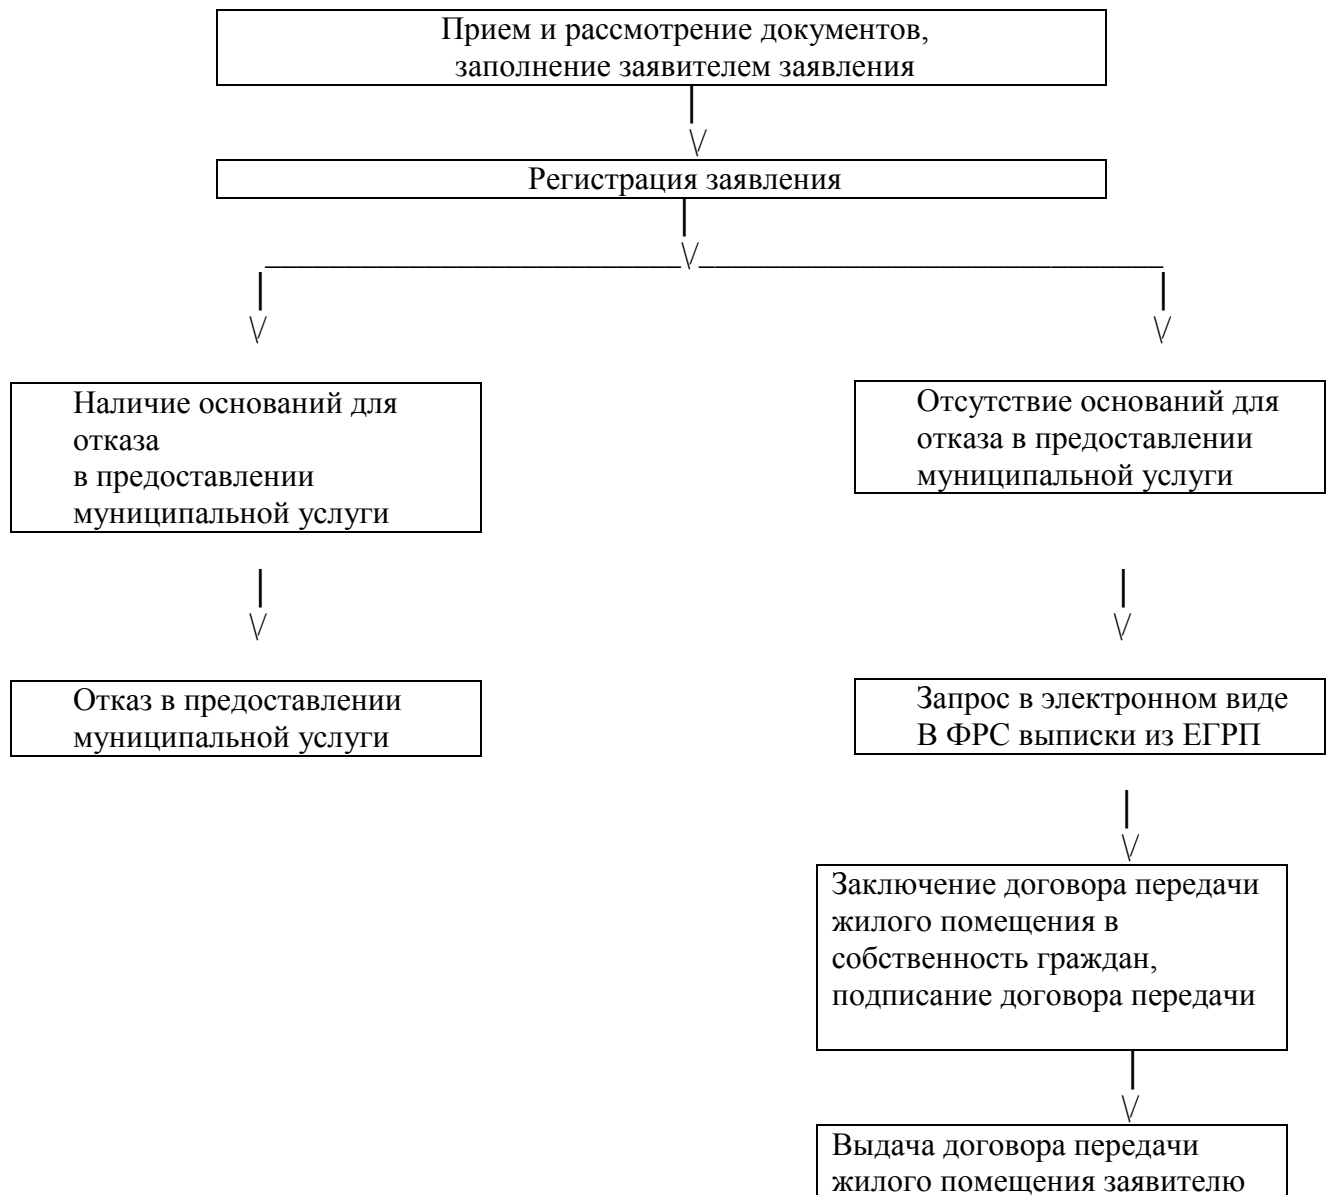 Прием и рассмотрение документов,
заполнение заявителем заявления
Регистрация заявления
Наличие оснований для
отказа
в предоставлении
муниципальной услуги
Отсутствие оснований для
отказа в предоставлении
муниципальной услуги
Отказ в предоставлении
муниципальной услуги
Запрос в электронном виде
В ФРС выписки из ЕГРП
Заключение договора передачи
жилого помещения в
собственность граждан,
подписание договора передачи
Выдача договора передачи
жилого помещения заявителю